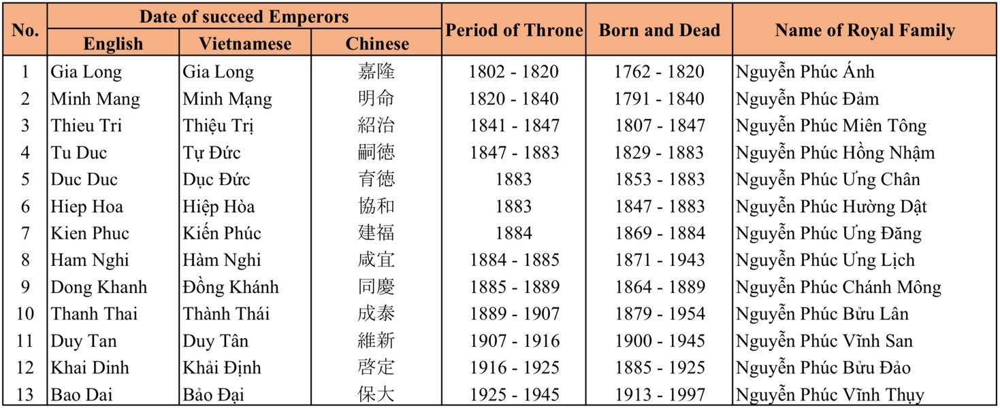 No. Date of succeed Emperors Period of Throne Born and Dead Name of Royal Family
English Vietnamese Chinese
1 Gia Long Gia Long 嘉隆 1802 - 1820 1762 - 1820 Nguyễn Phúc Ánh
2 Minh Mang Minh Mạng 明命 1820 - 1840 1791 - 1840 Nguyễn Phúc Đảm
3 Thieu Tri Thiệu Trị 紹治 1841 - 1847 1807 - 1847 Nguyễn Phúc Miên Tông
4 Tu Duc Tự Đức 嗣徳 1847 - 1883 1829 - 1883 Nguyễn Phúc Hồng Nhậm
5 Duc Duc Dục Đức 育徳 1883 1853 - 1883 Nguyễn Phúc Ưng Chân
6 Hiep Hoa Hiệp Hòa 協和 1883 1847 - 1883 Nguyễn Phúc Hường Dật
7 Kien Phuc Kiến Phúc 建福 1884 1869 - 1884 Nguyễn Phúc Ưng Đăng
8 Ham Nghi Hàm Nghi 咸宜 1884 - 1885 1871 - 1943 Nguyễn Phúc Ưng Lịch
9 Dong Khanh Đồng Khánh 同慶 1885 - 1889 1864 - 1889 Nguyễn Phúc Chánh Mông
10 Thanh Thai Thành Thái 成泰 1889 - 1907 1879 - 1954 Nguyễn Phúc Bửu Lân
11 Duy Tan Duy Tân 維新 1907 - 1916 1900 - 1945 Nguyễn Phúc Vĩnh San
12 Khai Dinh Khải Định 啓定 1916 - 1925 1885 - 1925 Nguyễn Phúc Bửu Đảo
13 Bao Dai Bảo Đại 保大 1925 - 1945 1913 - 1997 Nguyễn Phúc Vĩnh Thụy